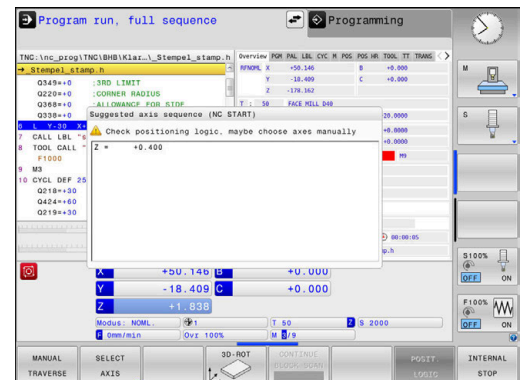 Program run, full sequence
Programming
TNC:\nc_prog\TNC\BHB\Klar…\_Stempel_stamp.h
→_Stempel_stamp.h
Q349=+0 ;3RD LIMIT
Q220=+0 ;CORNER RADIUS
Q368=+0 ;ALLOWANCE FOR SIDE
Q338=+0
6 L Y-30 X+
7 CALL LBL "s
8 TOOL CALL "
F1000
9 M3
10 CYCL DEF 25
Q218=+30
Q424=+60
Q219=+30
Overview PGM PAL LBL CYC M POS POS HR TOOL TT TRANS
RFNOML X +50.146 B +0.000
Y -18.409 C +0.000
Z -178.162
T : 50 FACE MILL D40
20.0000
+0.0000
+0.0000
M9
00:00:05
Suggested axis sequence (NC START)
Check positioning logic, maybe choose axes manually
Z = +0.400
X +50.146 B +0.000
Y -18.409 C +0.000
Z +1.838
Modus: NOML. 1 T 50 Z S 2000
F 0mm/min Ovr 100% M 5/9
M
S
S100%
OFF ON
F100%
OFF ON
MANUAL TRAVERSE
SELECT AXIS
3D-ROT
CONTINUE BLOCK SCAN
POSIT. LOGIC
INTERNAL STOP